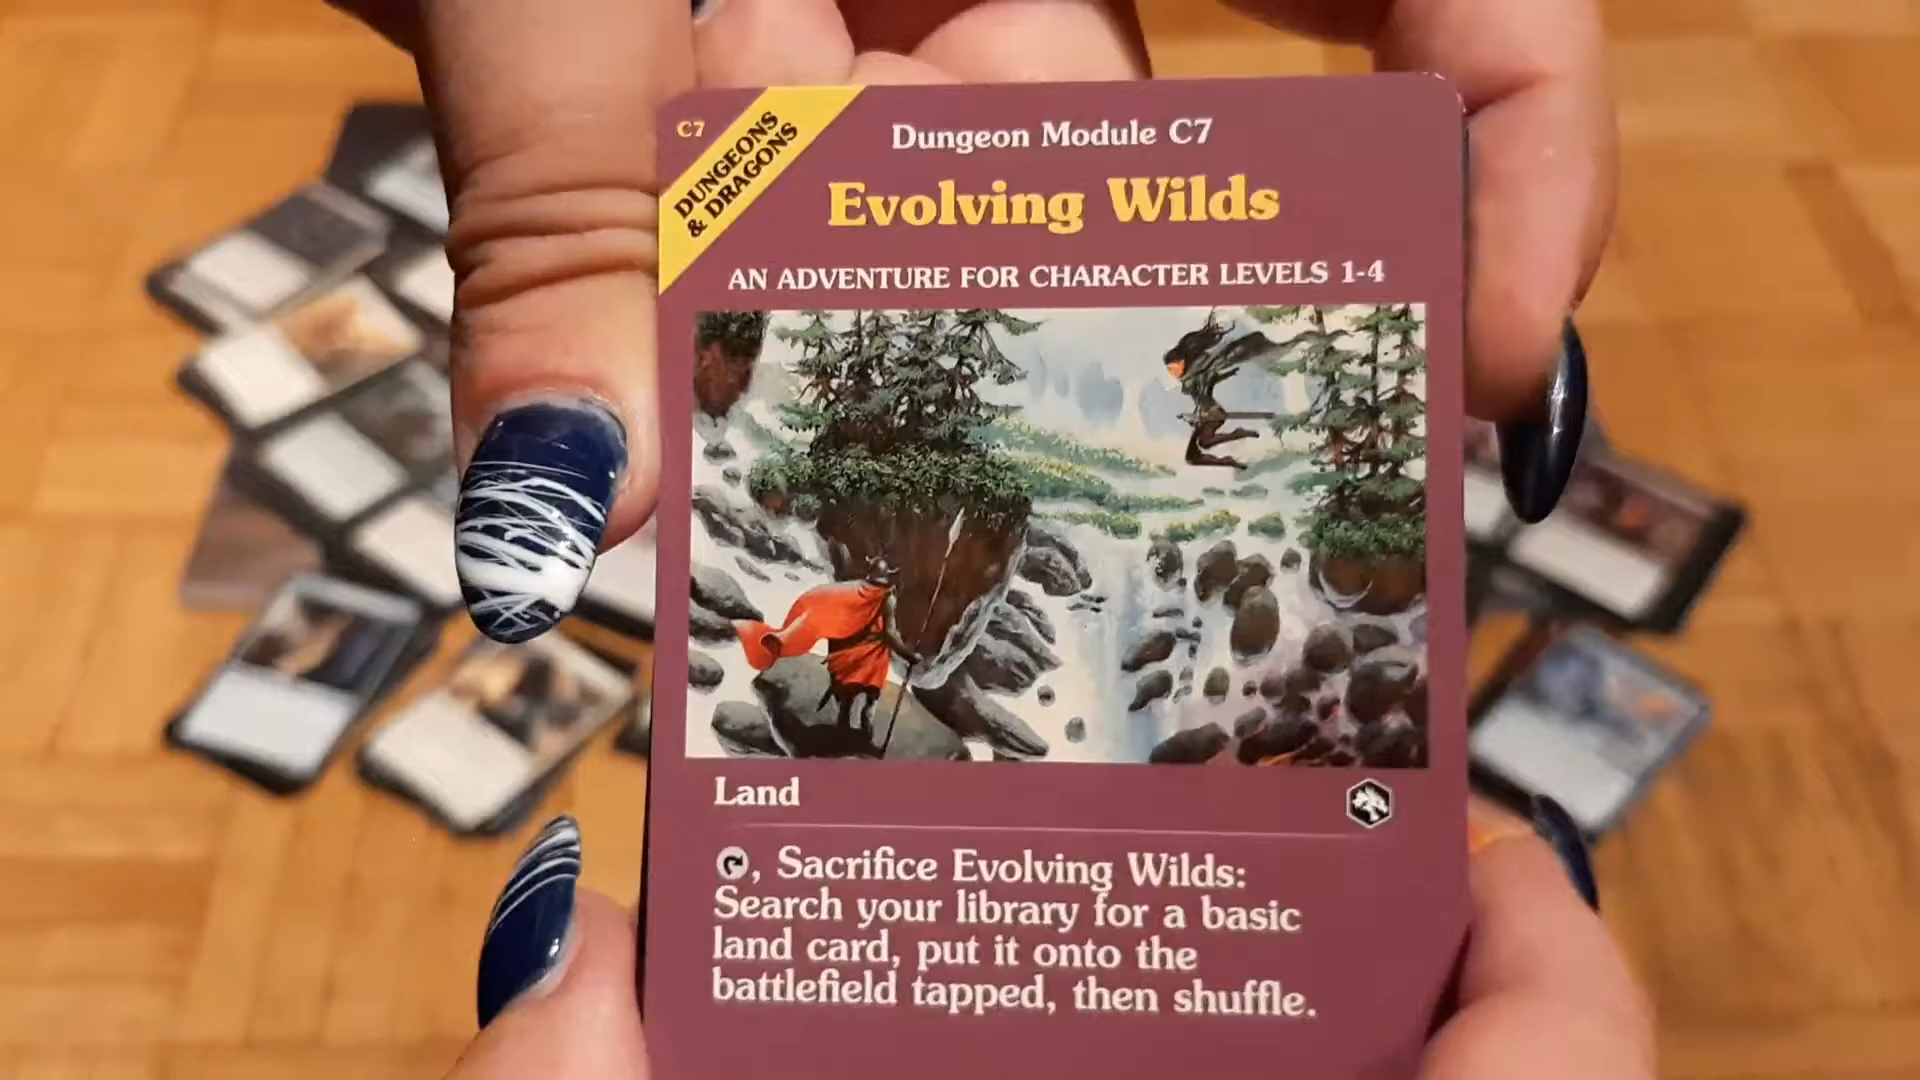 C7
DUNGEONS
& DRAGONS
Dungeon Module C7
Evolving Wilds
AN ADVENTURE FOR CHARACTER LEVELS 1-4
Land
, Sacrifice Evolving Wilds:
Search your library for a basic
land card, put it onto the
battlefield tapped, then shuffle.